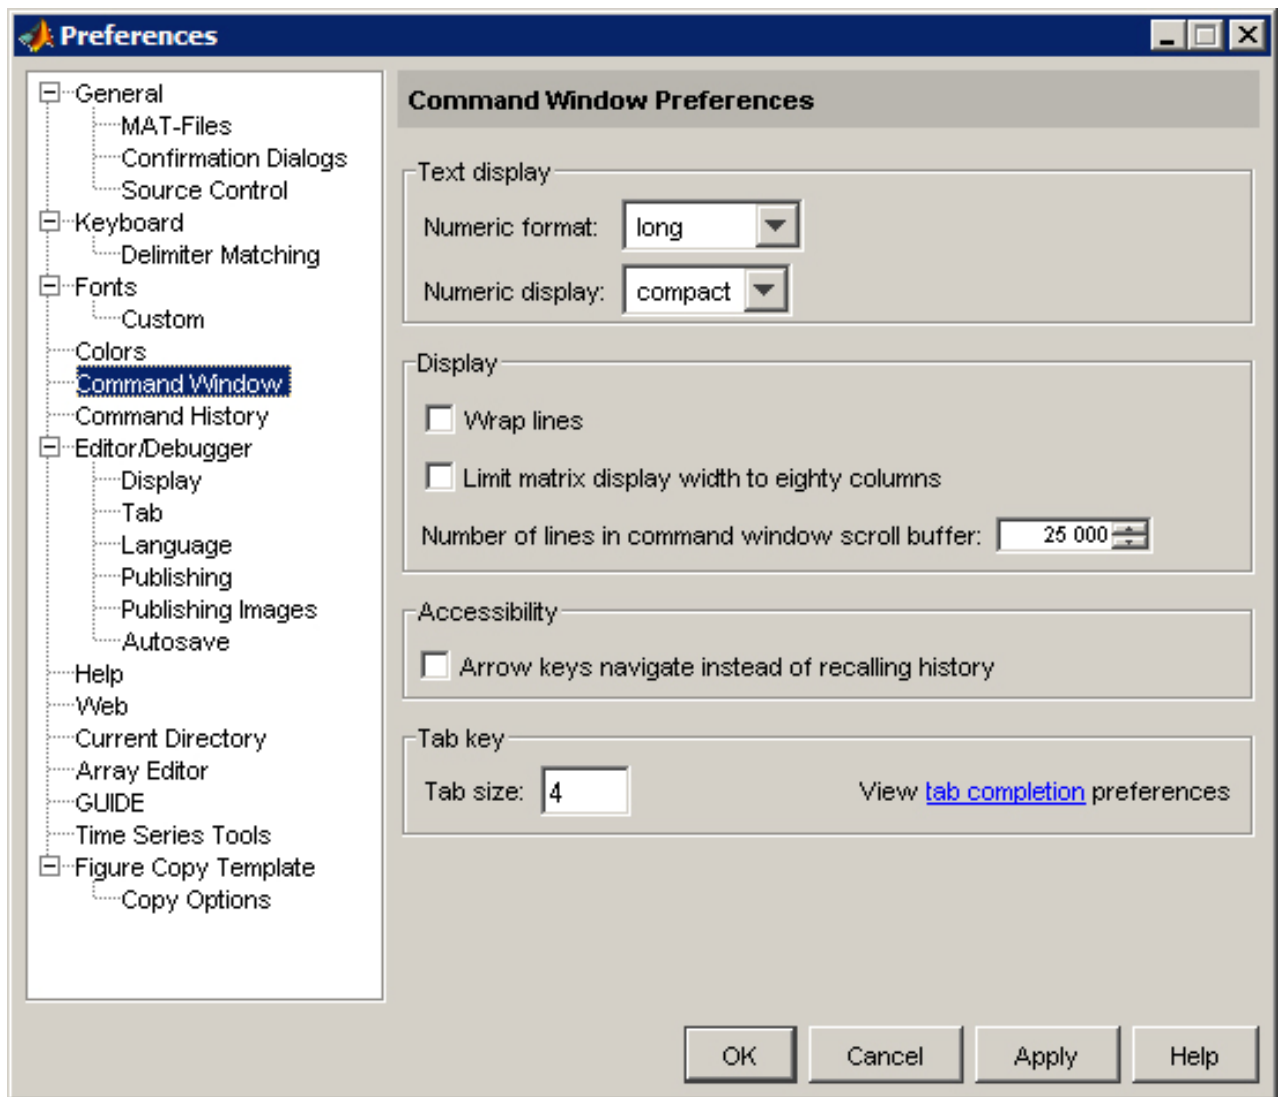 Preferences
General
MAT-Files
Confirmation Dialogs
Source Control
Keyboard
Delimiter Matching
Fonts
Custom
Colors
Command Window
Command History
Editor/Debugger
Display
Tab
Language
Publishing
Publishing Images
Autosave
Help
Web
Current Directory
Array Editor
GUIDE
Time Series Tools
Figure Copy Template
Copy Options
Command Window Preferences
Text display
Numeric format: long
Numeric display: compact
Display
Wrap lines
Limit matrix display width to eighty columns
Number of lines in command window scroll buffer: 25 000
Accessibility
Arrow keys navigate instead of recalling history
Tab key
Tab size: 4 View tab completion preferences
OK Cancel Apply Help